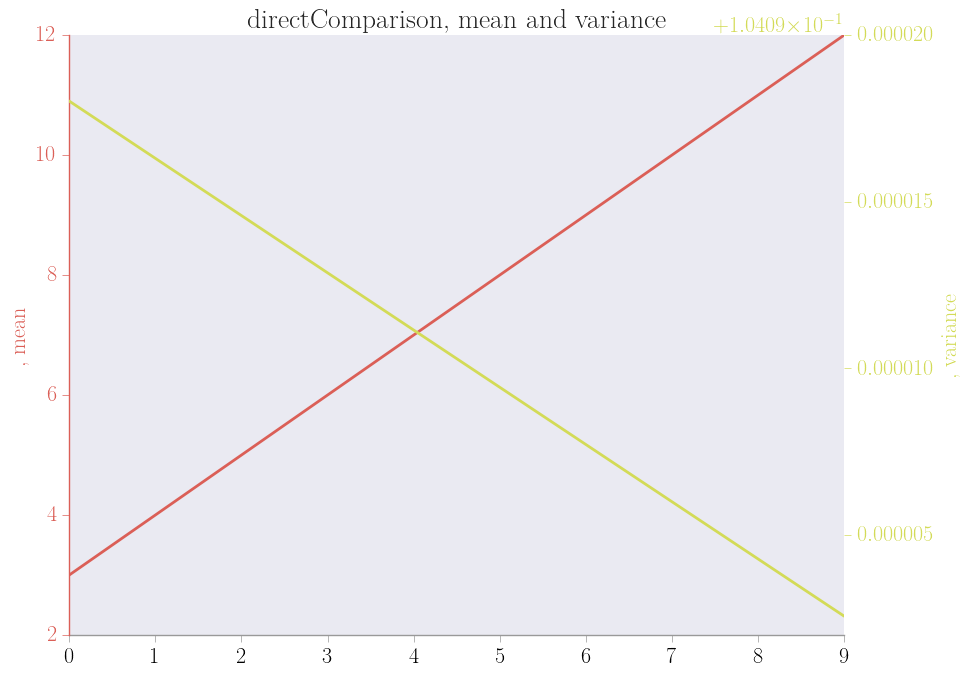 directComparison, mean and variance
+1.0409×10⁻¹
12
10
8
6
4
2
, mean
0.000020
0.000015
0.000010
0.000005
, variance
0 1 2 3 4 5 6 7 8 9